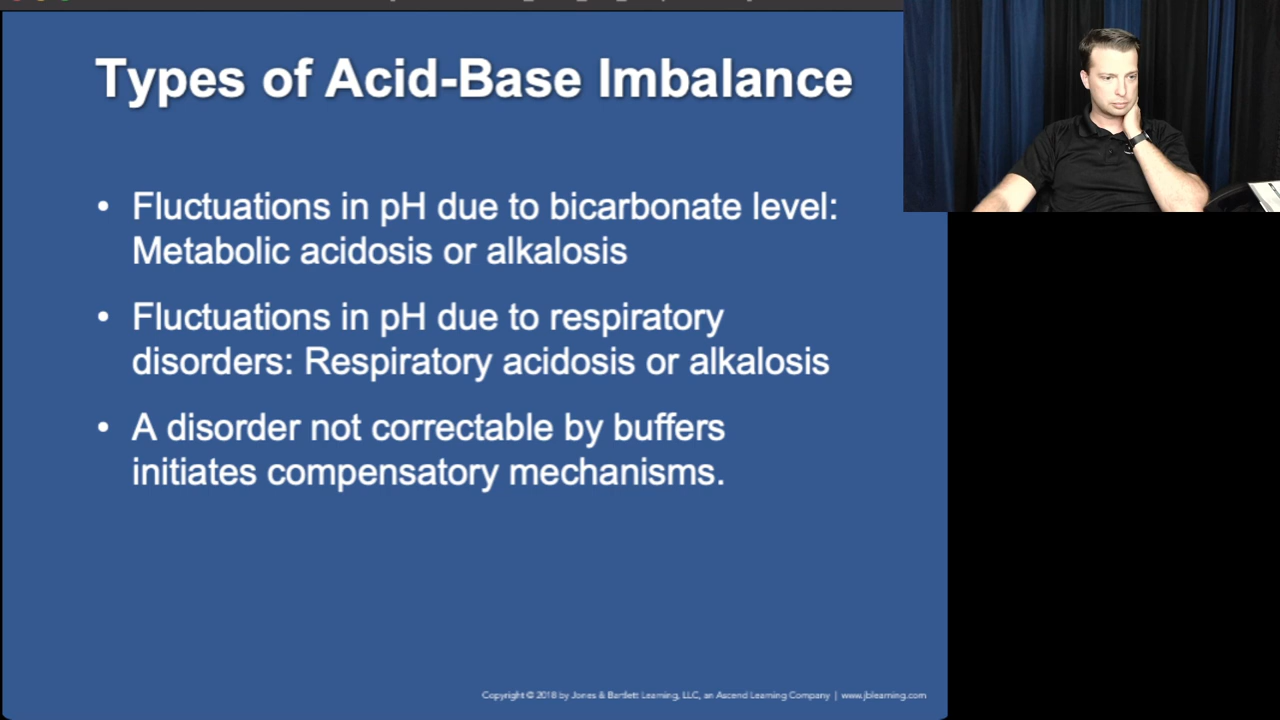 Types of Acid-Base Imbalance
• Fluctuations in pH due to bicarbonate level:
Metabolic acidosis or alkalosis
• Fluctuations in pH due to respiratory
disorders: Respiratory acidosis or alkalosis
• A disorder not correctable by buffers
initiates compensatory mechanisms.
Copyright © 2018 by Jones & Bartlett Learning, LLC, an Ascend Learning Company | www.jblearning.com